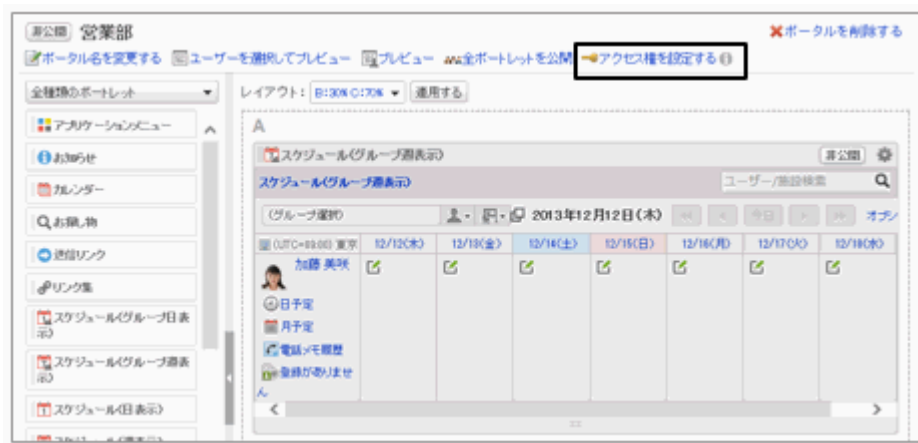 非公開 営業部
ポータルを削除する
ポータル名を変更する ユーザーを選択してプレビュー プレビュー 全ポートレットを公開 アクセス権を設定する
全種類のポートレット
レイアウト: B:30% C:70% 適用する
アプリケーションメニュー
お知らせ
カレンダー
お探し物
送信リンク
リンク集
スケジュール(グループ日表
示)
スケジュール(グループ週表
示)
スケジュール(日表示)
A
スケジュール(グループ週表示) 非公開
スケジュール(グループ週表示) ユーザー/施設検索
(グループ選択) 2013年12月12日(木) 今日 オプシ
(UTC+09:00) 東京 12/12(木) 12/13(金) 12/14(土) 12/15(日) 12/16(月) 12/17(火) 12/18(水)
加藤 美咲
日予定
月予定
電話メモ履歴
登録がありませ
ん